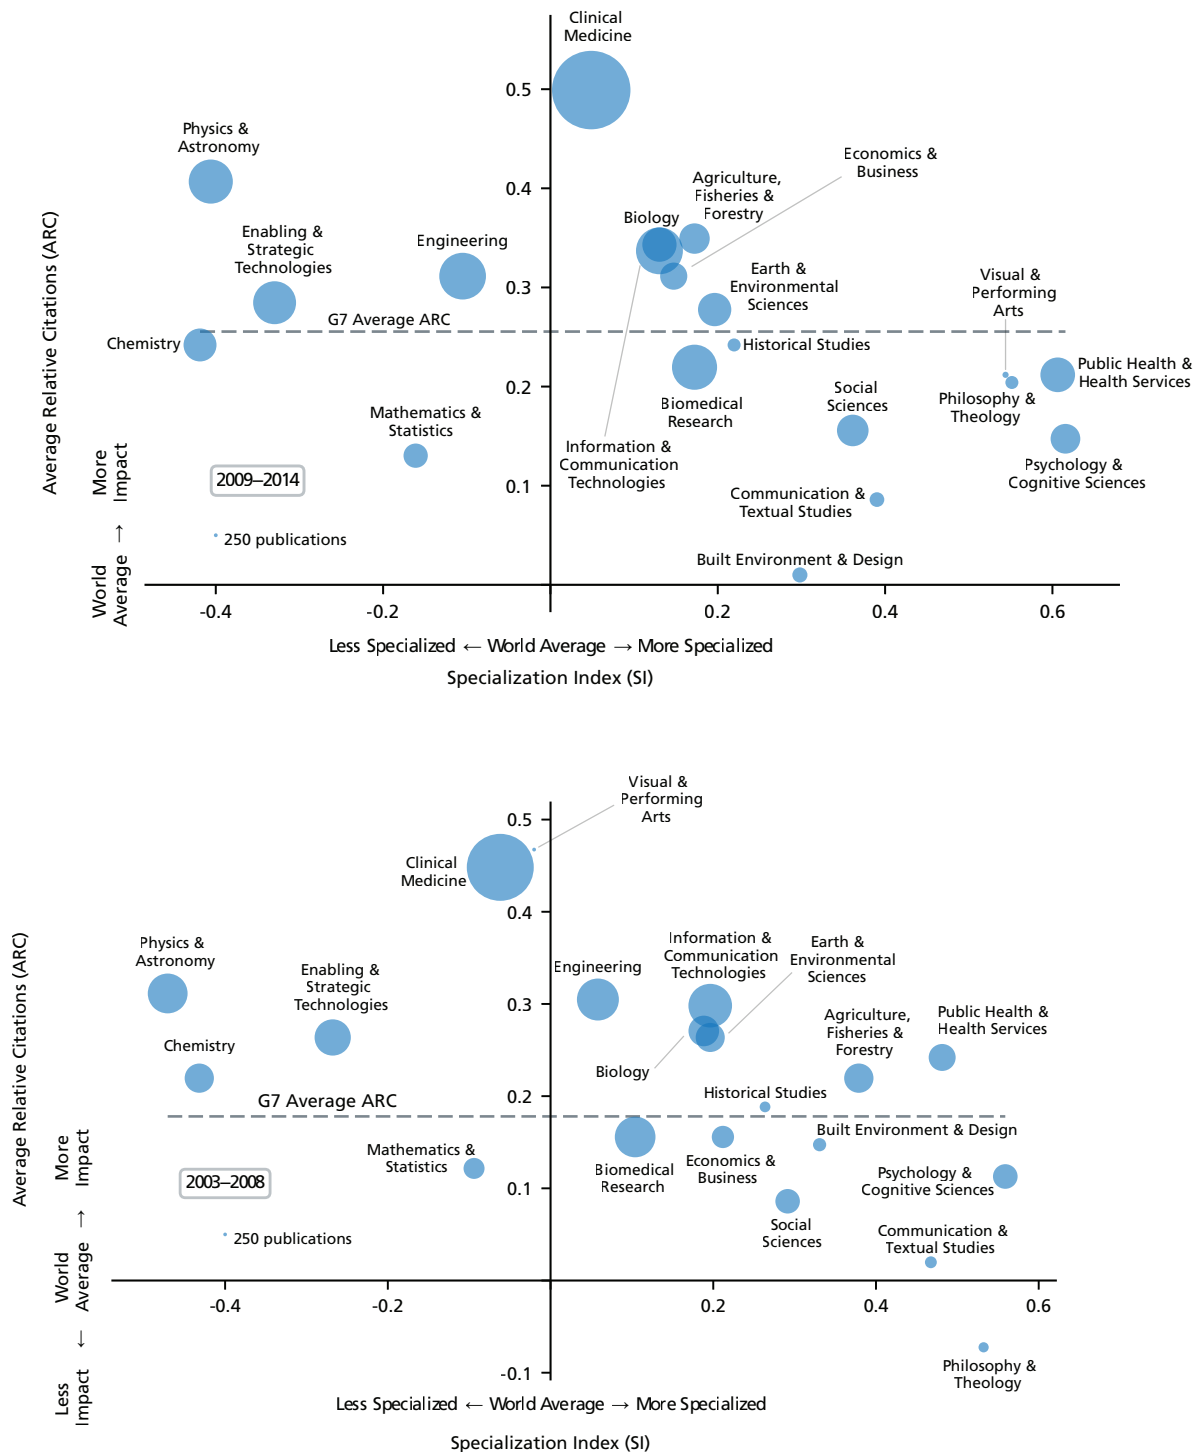 Clinical
Medicine
0.5
Physics &
Astronomy
Economics &
Business
0.4
Agriculture,
Fisheries &
Forestry
Biology
Enabling &
Strategic
Technologies
Engineering
Earth &
Environmental
Sciences
Visual &
Performing
Arts
0.3
G7 Average ARC
Chemistry
Historical Studies
Public Health &
Health Services
0.2
Social
Sciences
Philosophy &
Theology
Biomedical
Research
Mathematics &
Statistics
Information &
Communication
Technologies
Psychology &
Cognitive Sciences
2009–2014
0.1
Communication &
Textual Studies
250 publications
Built Environment & Design
Average Relative Citations (ARC)
World
Average → More
Impact
-0.4
-0.2
0.2
0.4
0.6
Less Specialized ← World Average → More Specialized
Specialization Index (SI)
Visual &
Performing
Arts
0.5
Clinical
Medicine
0.4
Physics &
Astronomy
Enabling &
Strategic
Technologies
Engineering
Information &
Communication
Technologies
Earth &
Environmental
Sciences
0.3
Agriculture,
Fisheries &
Forestry
Public Health &
Health Services
Chemistry
Biology
0.2
Historical Studies
G7 Average ARC
Built Environment & Design
Mathematics &
Statistics
Biomedical
Research
Economics &
Business
Psychology &
Cognitive Sciences
2003–2008
0.1
Social
Sciences
Communication &
Textual Studies
250 publications
Average Relative Citations (ARC)
Less
Impact ← World
Average → More
Impact
-0.4
-0.2
0.2
0.4
0.6
-0.1
Philosophy &
Theology
Less Specialized ← World Average → More Specialized
Specialization Index (SI)